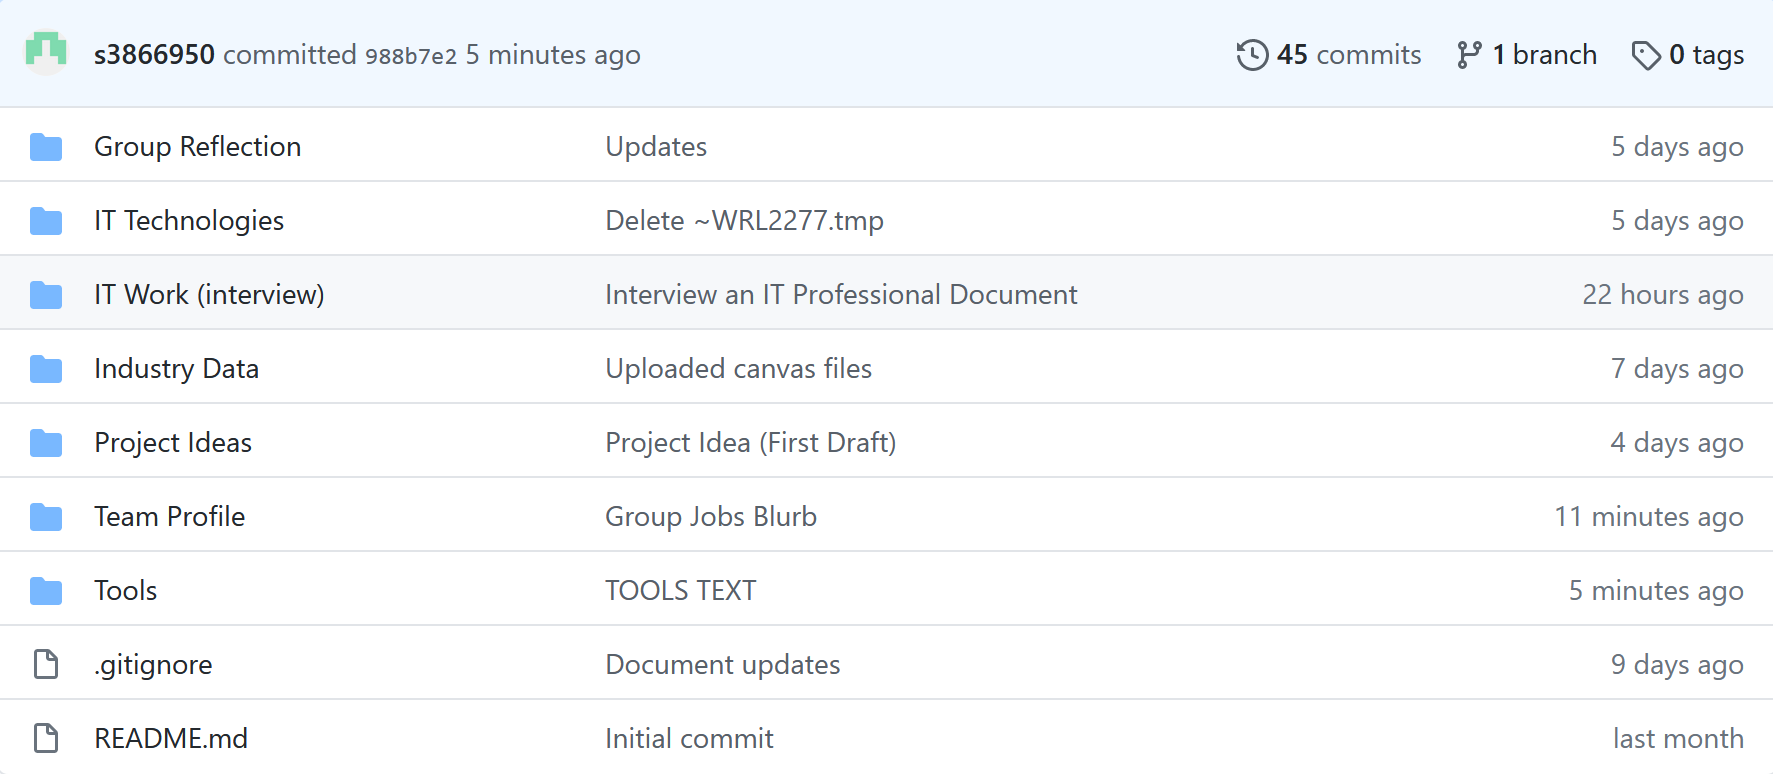 s3866950 committed 988b7e2 5 minutes ago 45 commits 1 branch 0 tags
Group Reflection Updates 5 days ago
IT Technologies Delete ~WRL2277.tmp 5 days ago
IT Work (interview) Interview an IT Professional Document 22 hours ago
Industry Data Uploaded canvas files 7 days ago
Project Ideas Project Idea (First Draft) 4 days ago
Team Profile Group Jobs Blurb 11 minutes ago
Tools TOOLS TEXT 5 minutes ago
.gitignore Document updates 9 days ago
README.md Initial commit last month